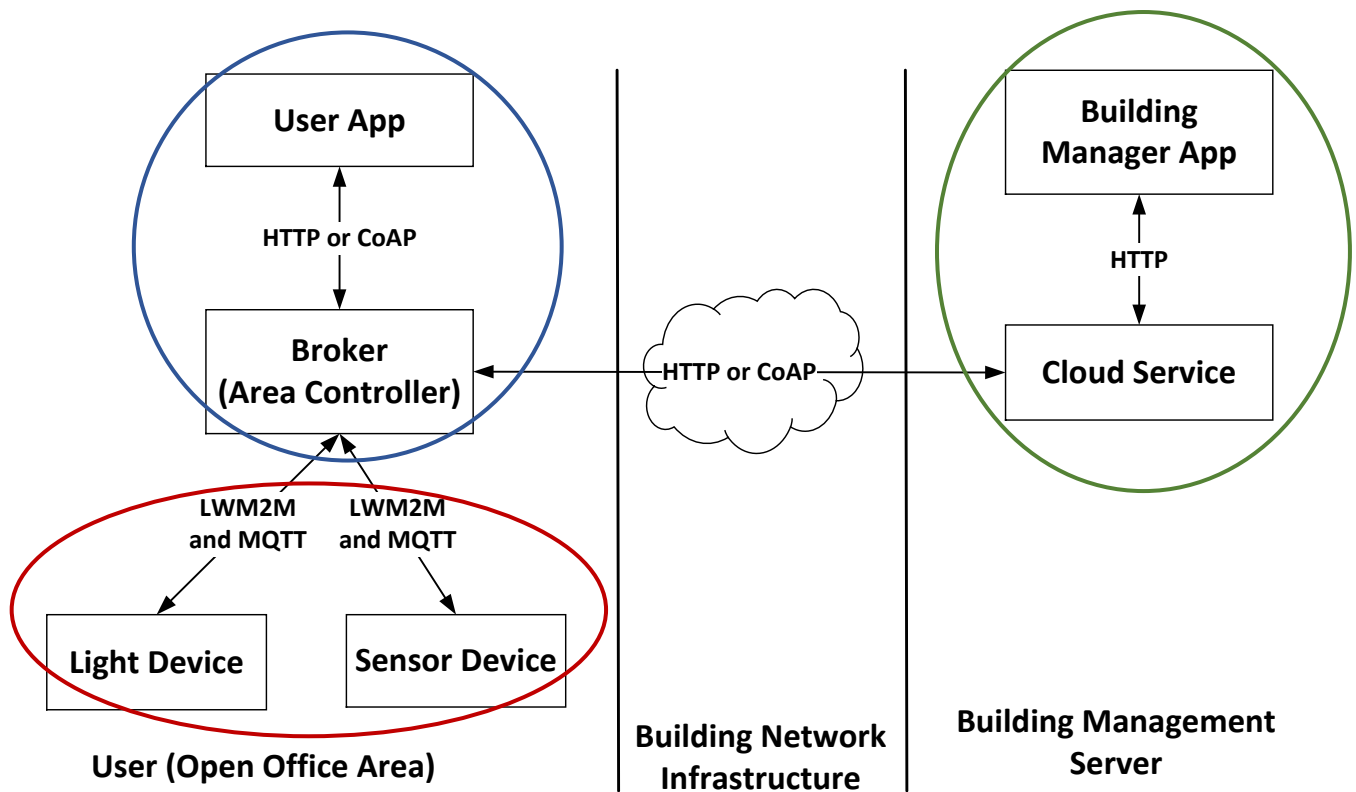 User App
HTTP or CoAP
Broker
(Area Controller)
LWM2M
and MQTT
LWM2M
and MQTT
Light Device
Sensor Device
User (Open Office Area)
HTTP or CoAP
Building Network
Infrastructure
Building
Manager App
HTTP
Cloud Service
Building Management
Server